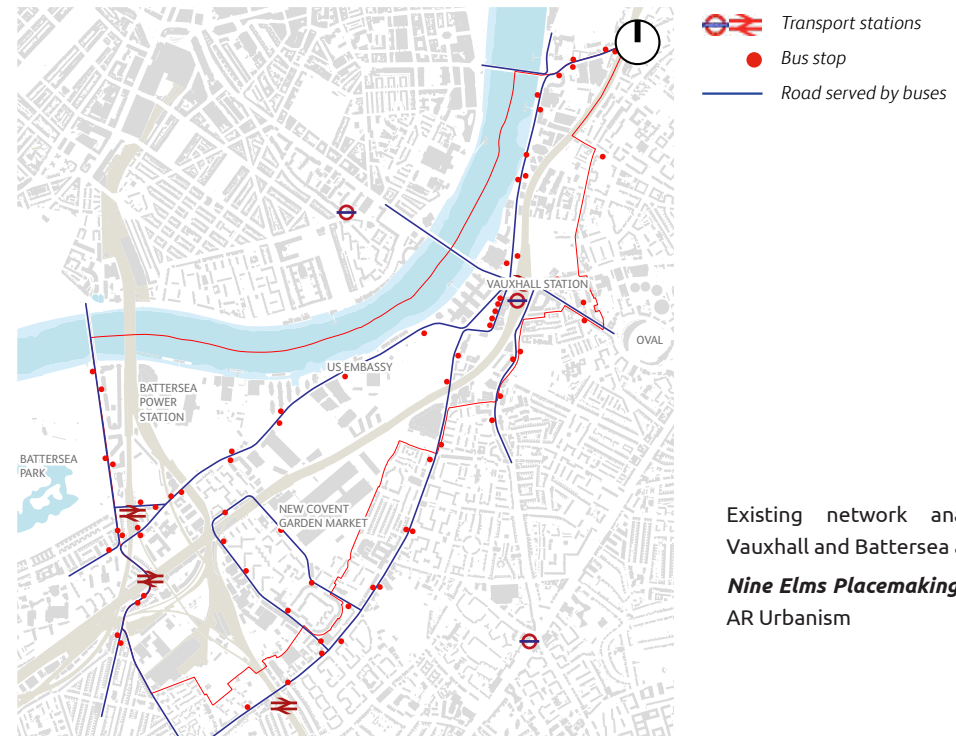 Transport stations
Bus stop
Road served by buses
VAUXHALL STATION
OVAL
US EMBASSY
BATTERSEA
POWER
STATION
BATTERSEA
PARK
NEW COVENT
GARDEN MARKET
Existing network ana
Vauxhall and Battersea a
Nine Elms Placemaking
AR Urbanism